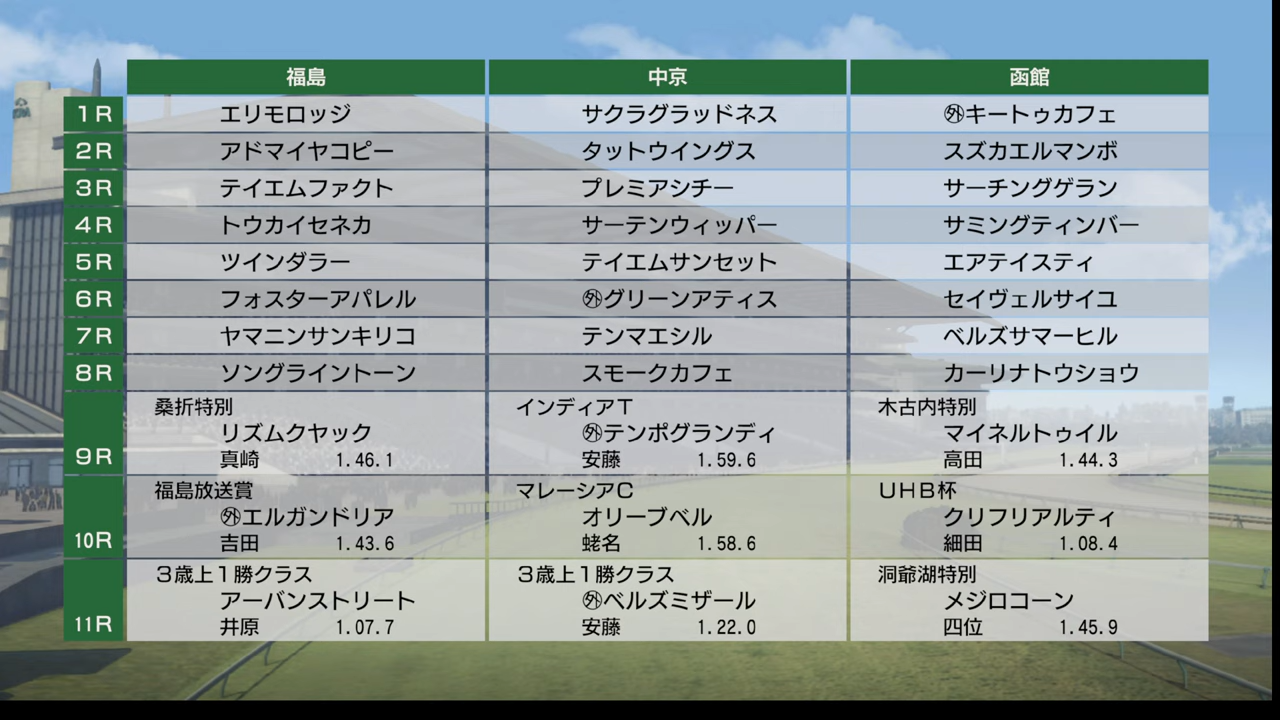 福島 中京 函館
1R エリモロッジ サクラグラッドネス ㊕キートゥカフェ
2R アドマイヤコピー タットウイングス スズカエルマンボ
3R テイエムファクト プレミアシチー サーチングゲラン
4R トウカイセネカ サーテンウィッパー サミングティンバー
5R ツインダラー テイエムサンセット エアテイスティ
6R フォスターアパレル 外グリーンアティス セイヴェルサイユ
7R ヤマニンサンキリコ テンマエシル ベルズサマーヒル
8R ソングライントーン スモークカフェ カーリナトウショウ
桑折特別 インディアT 木古内特別
リズムクヤック 外テンポグランディ マイネルトゥイル
9R 真崎 1.46.1 安藤 1.59.6 高田 1.44.3
福島放送賞 マレーシアC UHB杯
外エルガンドリア オリーブベル クリフリアルティ
10R 吉田 1.43.6 蛯名 1.58.6 細田 1.08.4
3歳上1勝クラス 3歳上1勝クラス 洞爺湖特別
アーバンストリート 外ベルズミザール メジロコーン
11R 井原 1.07.7 安藤 1.22.0 四位 1.45.9